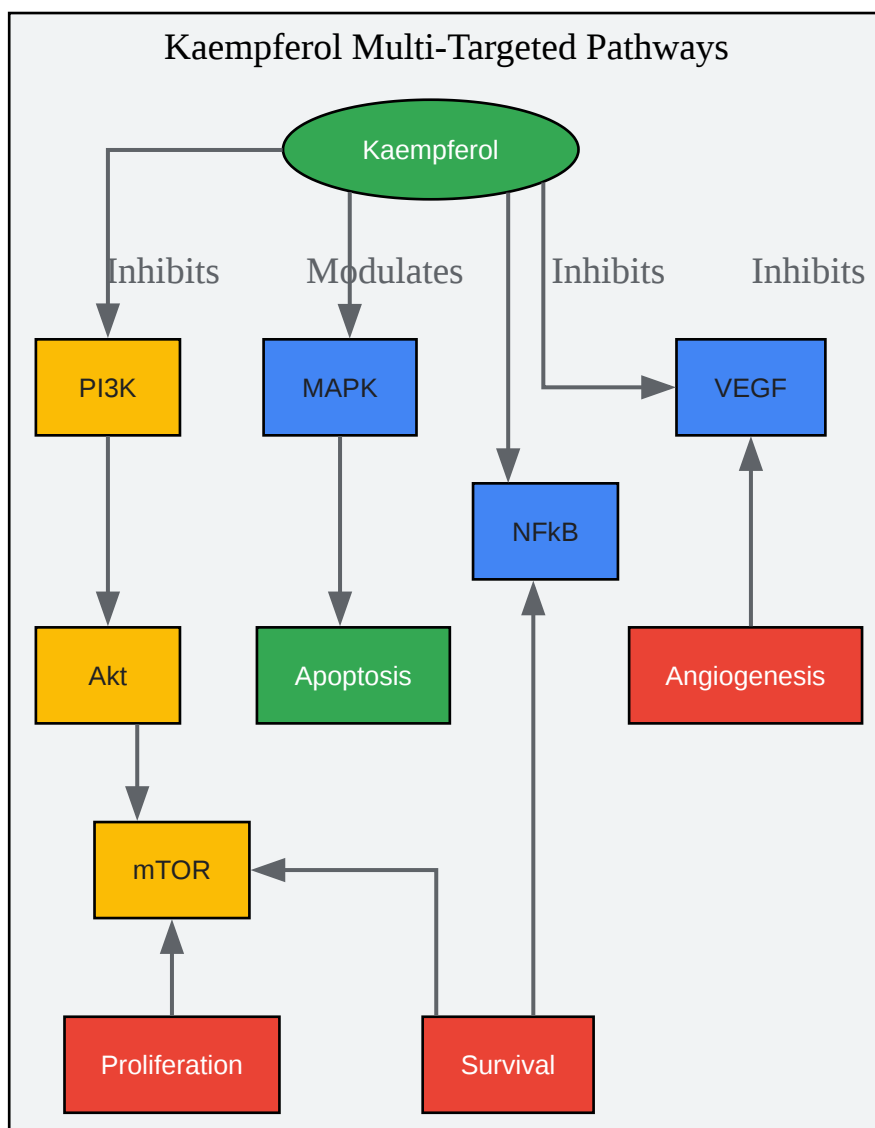 Kaempferol Multi-Targeted Pathways
Kaempferol
Inhibits
Modulates
Inhibits
Inhibits
PI3K
MAPK
VEGF
NFkB
Akt
Apoptosis
Angiogenesis
mTOR
Proliferation
Survival